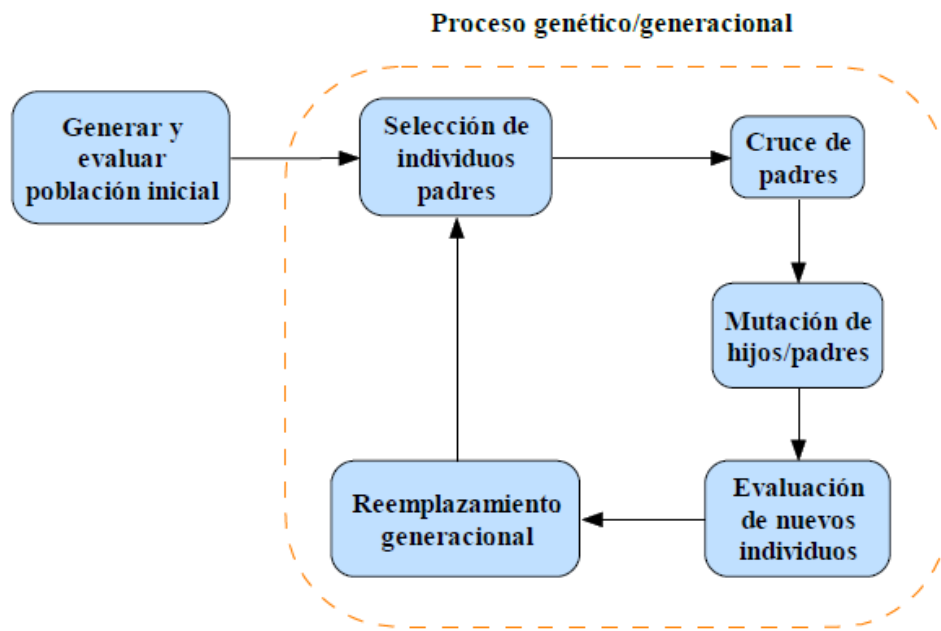 Proceso genético/generacional
Generar y
evaluar
población inicial
Selección de
individuos
padres
Cruce de
padres
Mutación de
hijos/padres
Evaluación
de nuevos
individuos
Reemplazamiento
generacional